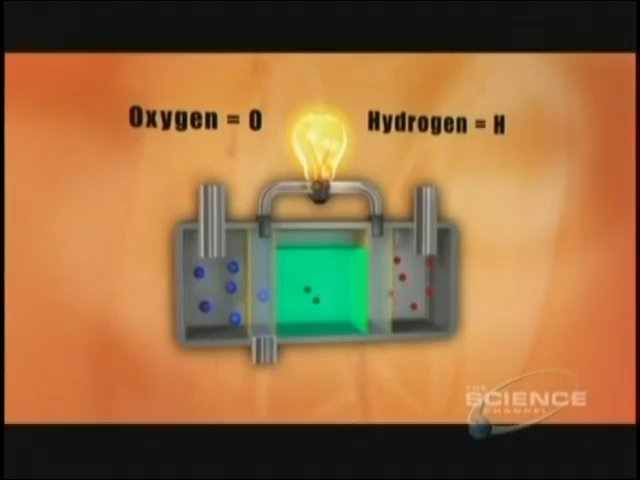 Oxygen = O
Hydrogen = H
THE
SCIENCE
CHANNEL